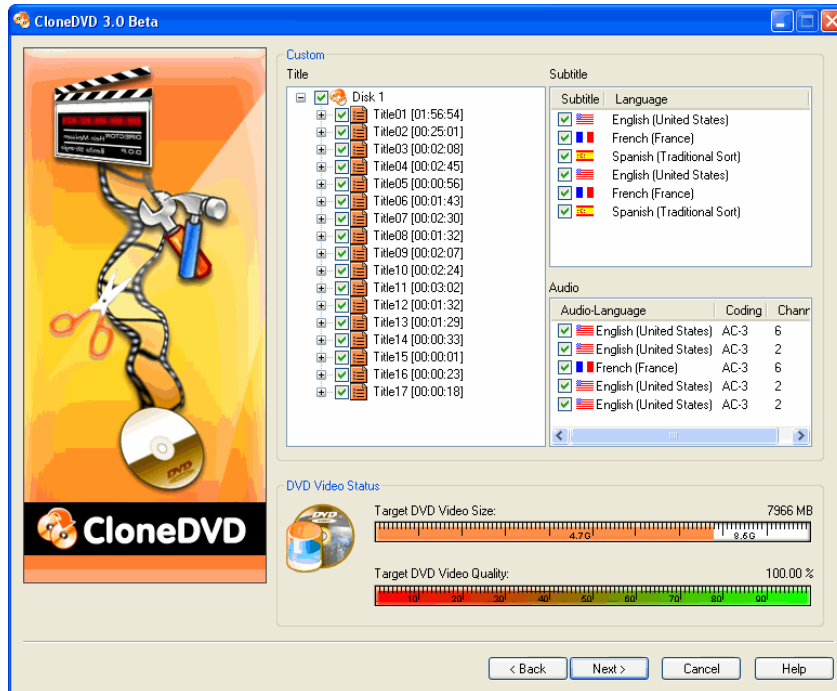 CloneDVD 3.0 Beta
Custom
Title
Disk 1
Title01 [01:56:54]
Title02 [00:25:01]
Title03 [00:02:08]
Title04 [00:02:45]
Title05 [00:00:56]
Title06 [00:01:43]
Title07 [00:02:30]
Title08 [00:01:32]
Title09 [00:02:07]
Title10 [00:02:24]
Title11 [00:03:02]
Title12 [00:01:32]
Title13 [00:01:29]
Title14 [00:00:33]
Title15 [00:00:01]
Title16 [00:00:23]
Title17 [00:00:18]
Subtitle
Subtitle Language
English (United States)
French (France)
Spanish (Traditional Sort)
English (United States)
French (France)
Spanish (Traditional Sort)
Audio
Audio-Language Coding Chanr
English (United States) AC-3 6
English (United States) AC-3 2
French (France) AC-3 6
English (United States) AC-3 2
English (United States) AC-3 2
DVD Video Status
Target DVD Video Size: 7966 MB
4.7G 8.5G
Target DVD Video Quality: 100.00 %
10 20 30 40 50 60 70 80 90
DIRECTOR
D.O.P.
DVD
CloneDVD
< Back Next > Cancel Help